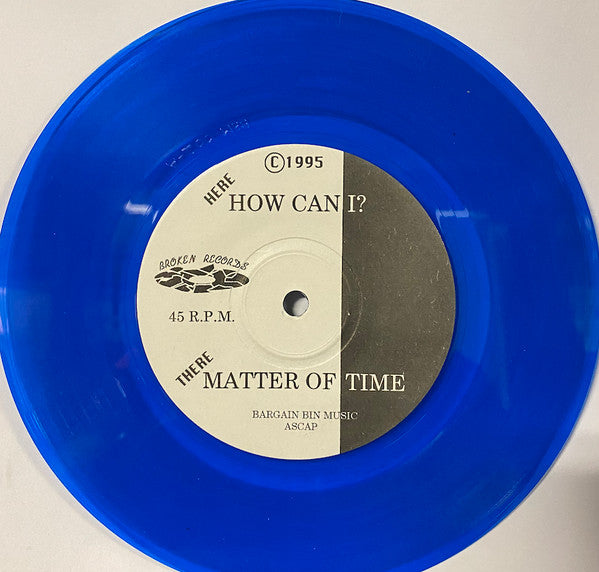 ©1995
HERE
HOW CAN I?
BROKEN RECORDS
45 R.P.M.
THERE
MATTER OF TIME
BARGAIN BIN MUSIC
ASCAP